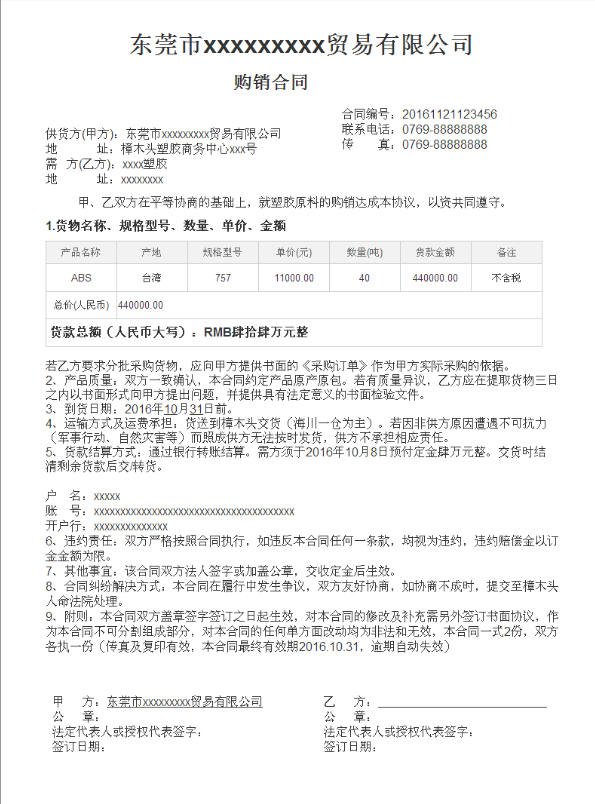 东莞市xxxxxxxxx贸易有限公司
购销合同
合同编号：20161121123456
供货方(甲方)：东莞市xxxxxxxxx贸易有限公司
联系电话：0769-88888888
地 址：樟木头塑胶商务中心xxx号
传 真：0769-88888888
需 方(乙方)：xxxx塑胶
地 址：xxxxxxxx
甲、乙双方在平等协商的基础上，就塑胶原料的购销达成本协议，以资共同遵守。
1.货物名称、规格型号、数量、单价、金额
产品名称 产地 规格型号 单价(元) 数量(吨) 货款金额 备注
ABS 台湾 757 11000.00 40 440000.00 不含税
总价(人民币) 440000.00
货款总额（人民币大写）：RMB肆拾肆万元整
若乙方要求分批采购货物，应向甲方提供书面的《采购订单》作为甲方实际采购的依据。
2、产品质量：双方一致确认，本合同约定产品原产原包。若有质量异议，乙方应在提取货物三日
之内以书面形式向甲方提出问题，并提供具有法定意义的书面检验文件。
3、到货日期：2016年10月31日前。
4、运输方式及运费承担：货送到樟木头交货（海川一仓为主）。若因非供方原因遭遇不可抗力
（军事行动、自然灾害等）而照成供方无法按时发货，供方不承担相应责任。
5、货款结算方式：通过银行转账结算。需方须于2016年10月8日预付定金肆万元整。交货时结
清剩余货款后交/转货。
户 名：xxxxx
账 号：xxxxxxxxxxxxxxxxxxxxxxxxxxxxxxxxxxxxxx
开户行：xxxxxxxxxxxxxx
6、违约责任：双方严格按照合同执行，如违反本合同任何一条款，均视为违约，违约赔偿金以订
金金额为限。
7、其他事宜：该合同双方法人签字或加盖公章，交收定金后生效。
8、合同纠纷解决方式：本合同在履行中发生争议，双方友好协商，如协商不成时，提交至樟木头
人命法院处理。
9、附则：本合同双方盖章签字签订之日起生效，对本合同的修改及补充需另外签订书面协议，作
为本合同不可分割组成部分，对本合同的任何单方面改动均为非法和无效，本合同一式2份，双方
各执一份（传真及复印有效，本合同最终有效期2016.10.31，逾期自动失效）
甲 方：东莞市xxxxxxxxx贸易有限公司 乙 方：
公 章： 公 章：
法定代表人或授权代表签字： 法定代表人或授权代表签字：
签订日期： 签订日期：